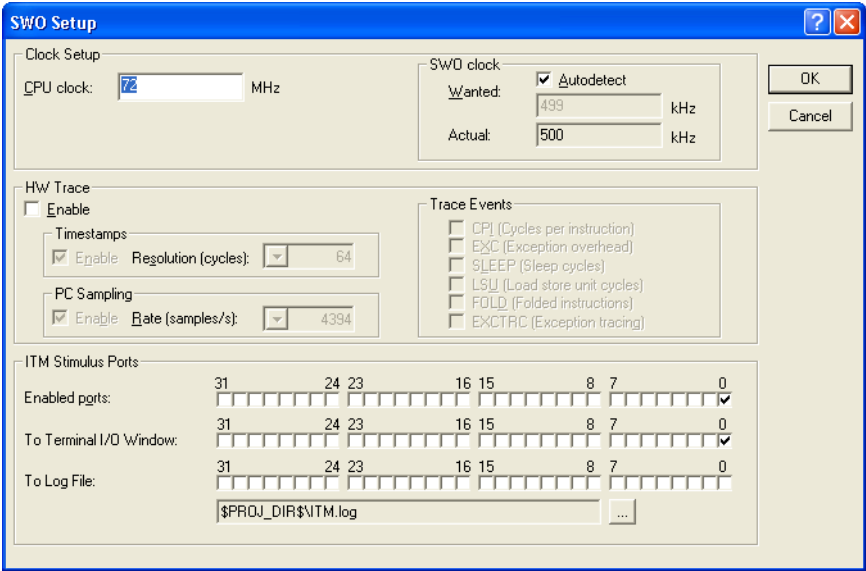 SWO Setup
Clock Setup
CPU clock: 72 MHz
SWO clock
Autodetect
Wanted: 499 kHz
Actual: 500 kHz
OK
Cancel
HW Trace
Enable
Timestamps
Enable Resolution (cycles): 64
PC Sampling
Enable Rate (samples/s): 4394
Trace Events
CPI (Cycles per instruction)
EXC (Exception overhead)
SLEEP (Sleep cycles)
LSU (Load store unit cycles)
FOLD (Folded instructions)
EXCTRC (Exception tracing)
ITM Stimulus Ports
31 24 23 16 15 8 7 0
Enabled ports:
31 24 23 16 15 8 7 0
To Terminal I/O Window:
31 24 23 16 15 8 7 0
To Log File:
$PROJ_DIR$\ITM.log ...